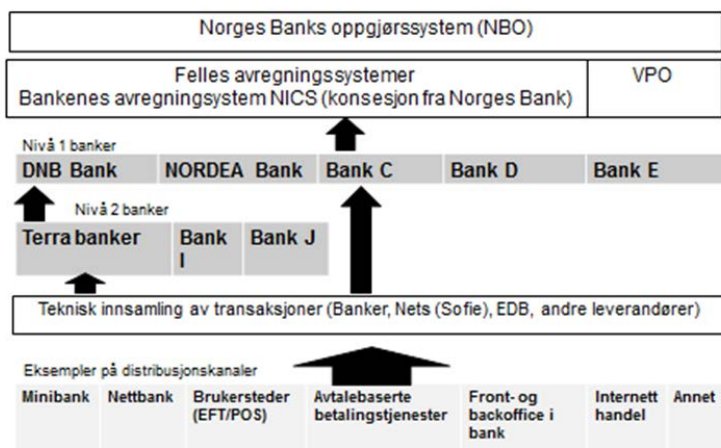 Norges Banks oppgjørssystem (NBO)
Felles avregningssystemer
Bankenes avregningsystem NICS (konsesjon fra Norges Bank)
VPO
Nivå 1 banker
DNB Bank
NORDEA Bank
Bank C
Bank D
Bank E
Nivå 2 banker
Terra banker
Bank
I
Bank J
Teknisk innsamling av transaksjoner (Banker, Nets (Sofie), EDB, andre leverandører)
Eksempler på distribusjonskanaler
Minibank
Nettbank
Brukersteder
(EFT/POS)
Avtalebaserte
betalingstjenester
Front- og
backoffice i
bank
Internett
handel
Annet